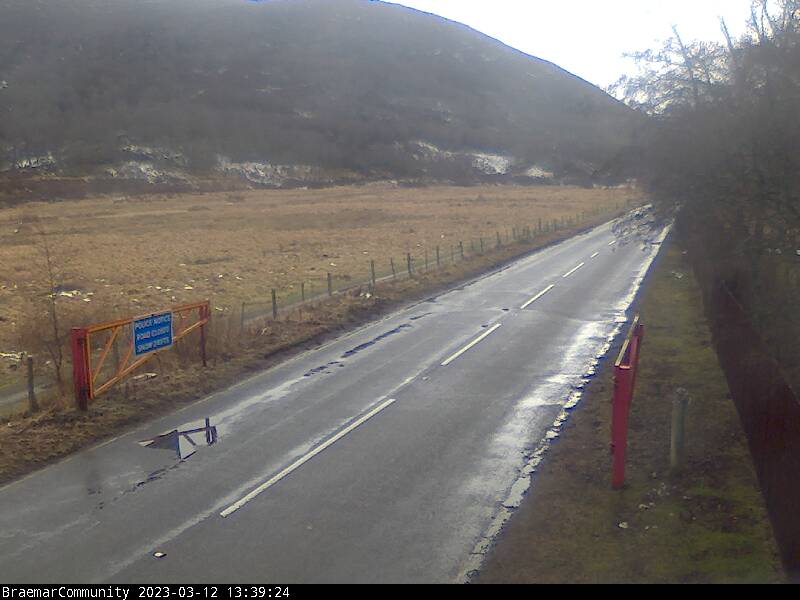 POLICE NOTICE
ROAD CLOSED
SNOW DRIFTS
BraemarCommunity 2023-03-12 13:39:24